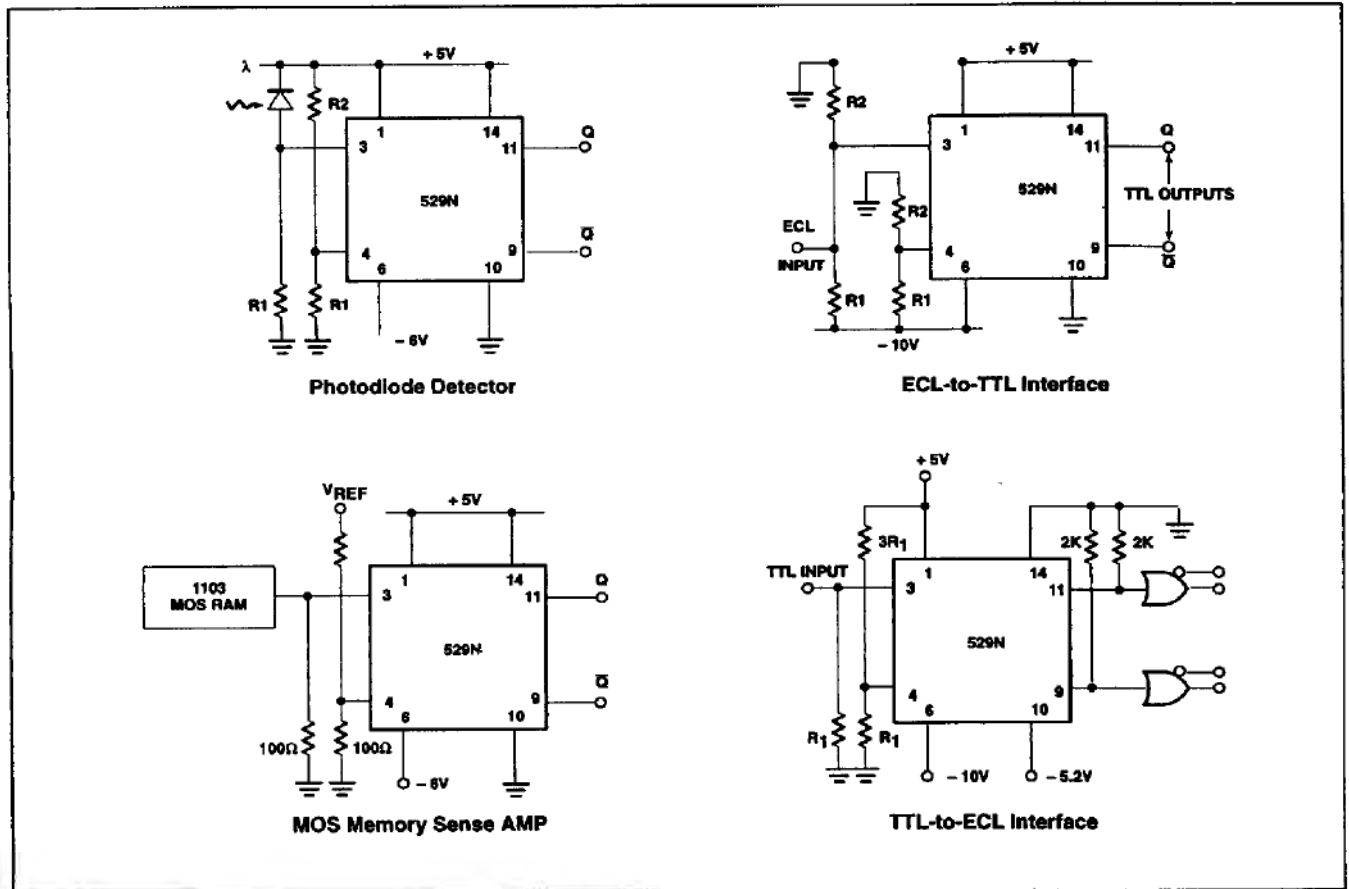 λ
+ 5V
R2
1
14
3
11
Q
529N
4
9
Q̅
6
10
R1
R1
– 6V
Photodiode Detector
+ 5V
R2
1
14
3
11
Q
529N
TTL OUTPUTS
R2
ECL
INPUT
4
9
Q̅
6
10
R1
R1
– 10V
ECL-to-TTL Interface
VREF
+ 5V
1103
MOS RAM
1
14
3
11
Q
529N
4
9
Q̅
6
10
100Ω
100Ω
– 6V
MOS Memory Sense AMP
+ 5V
3R1
2K
2K
TTL INPUT
1
14
3
11
529N
4
9
6
10
R1
R1
– 10V
– 5.2V
TTL-to-ECL Interface